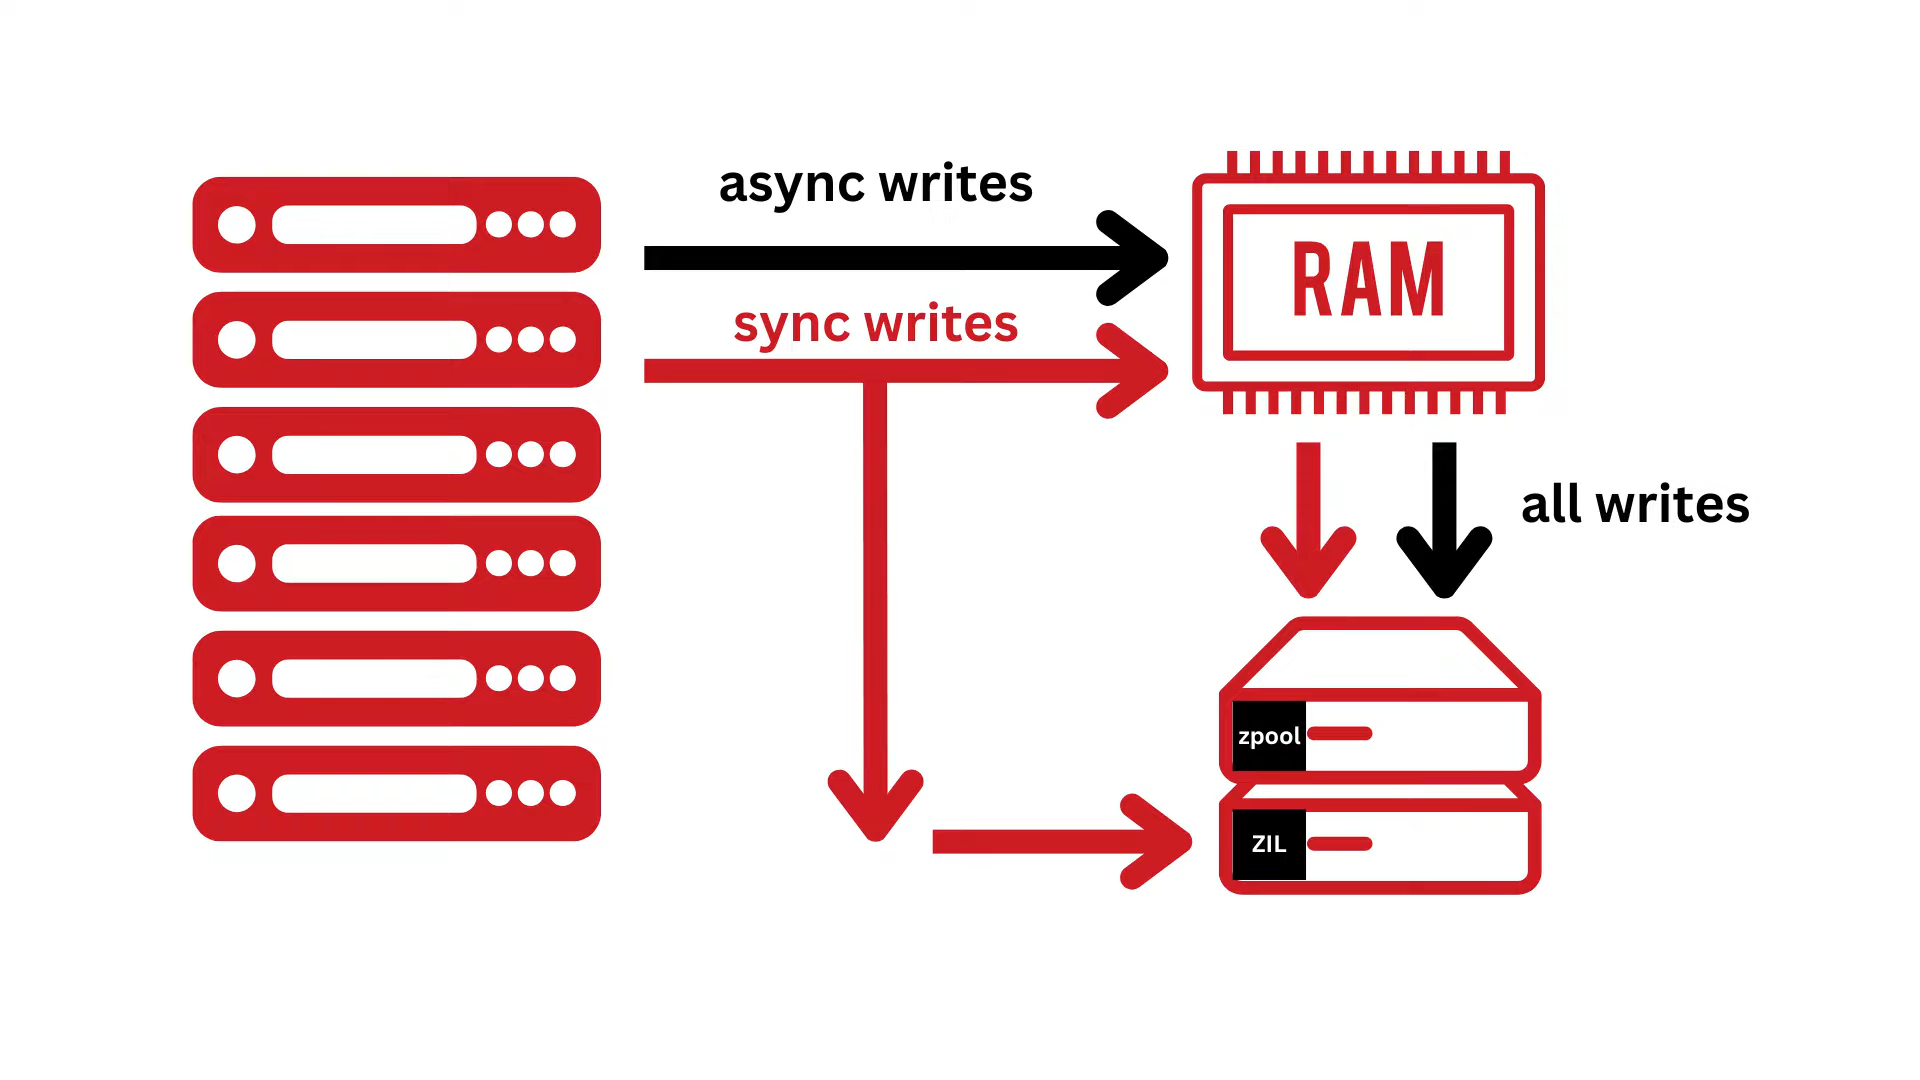 async writes
sync writes
RAM
all writes
zpool
ZIL